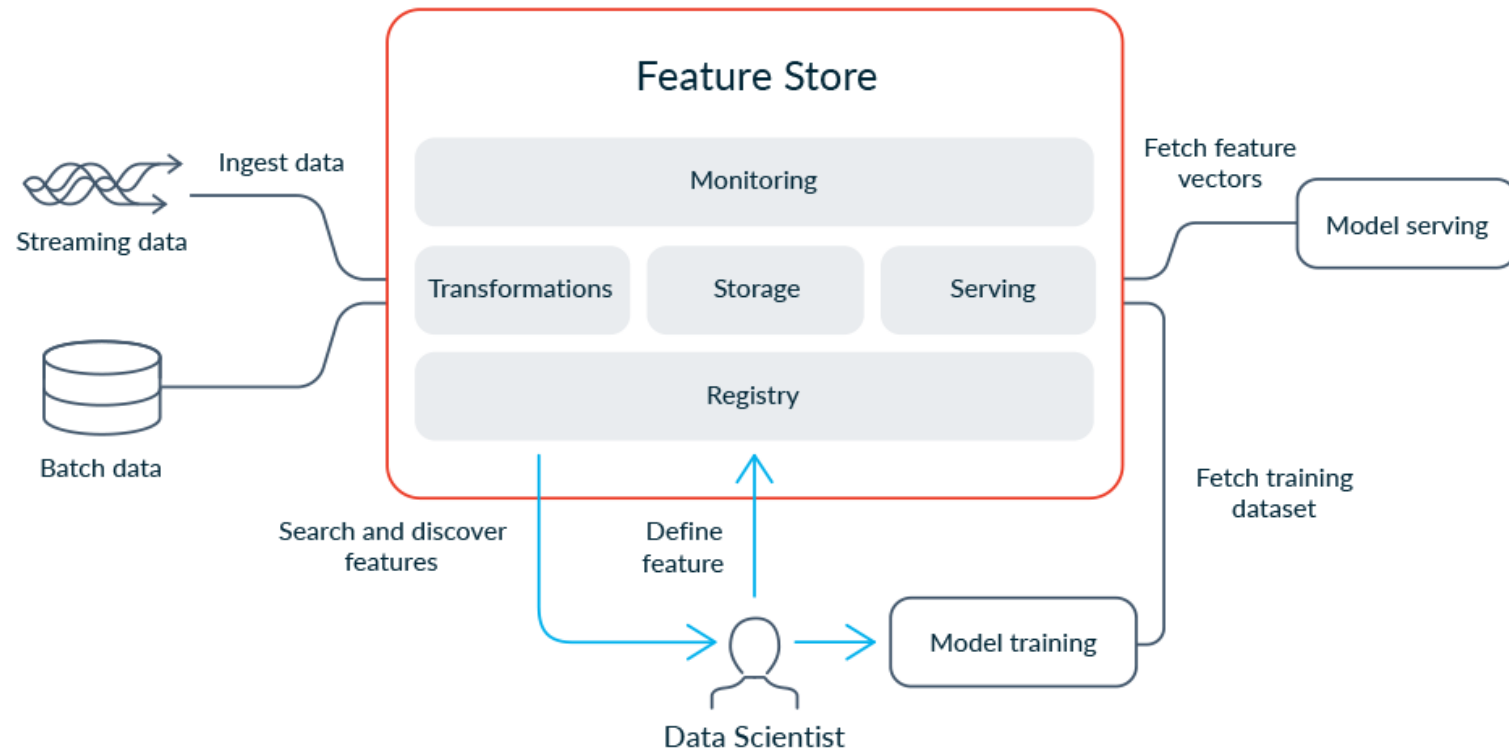 Feature Store
Monitoring
Ingest data
Streaming data
Transformations
Storage
Serving
Fetch feature
vectors
Model serving
Registry
Batch data
Search and discover
features
Define
feature
Fetch training
dataset
Model training
Data Scientist